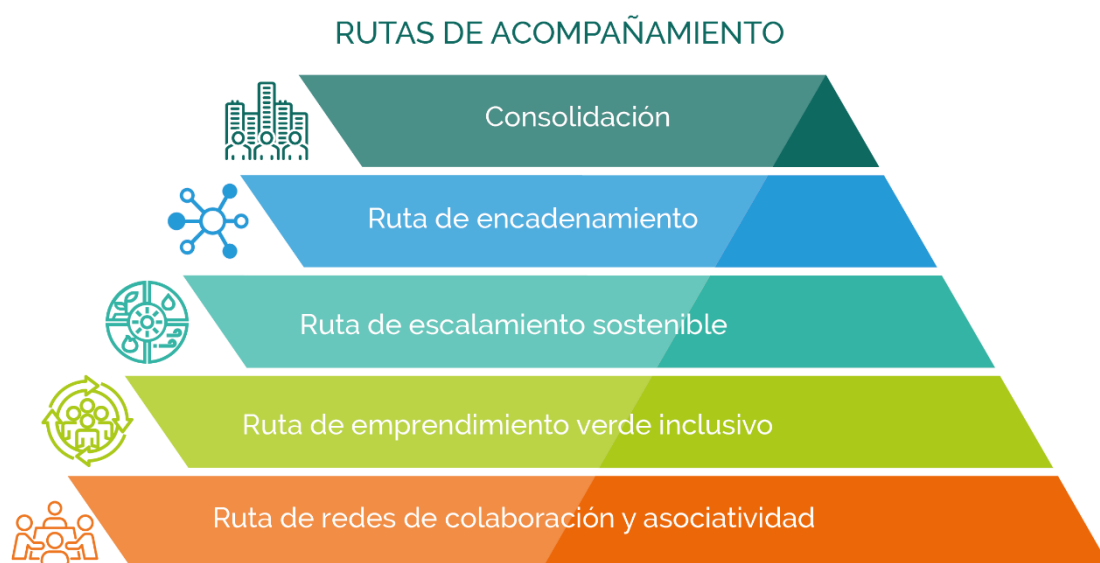 RUTAS DE ACOMPAÑAMIENTO
Consolidación
Ruta de encadenamiento
Ruta de escalamiento sostenible
Ruta de emprendimiento verde inclusivo
Ruta de redes de colaboración y asociatividad